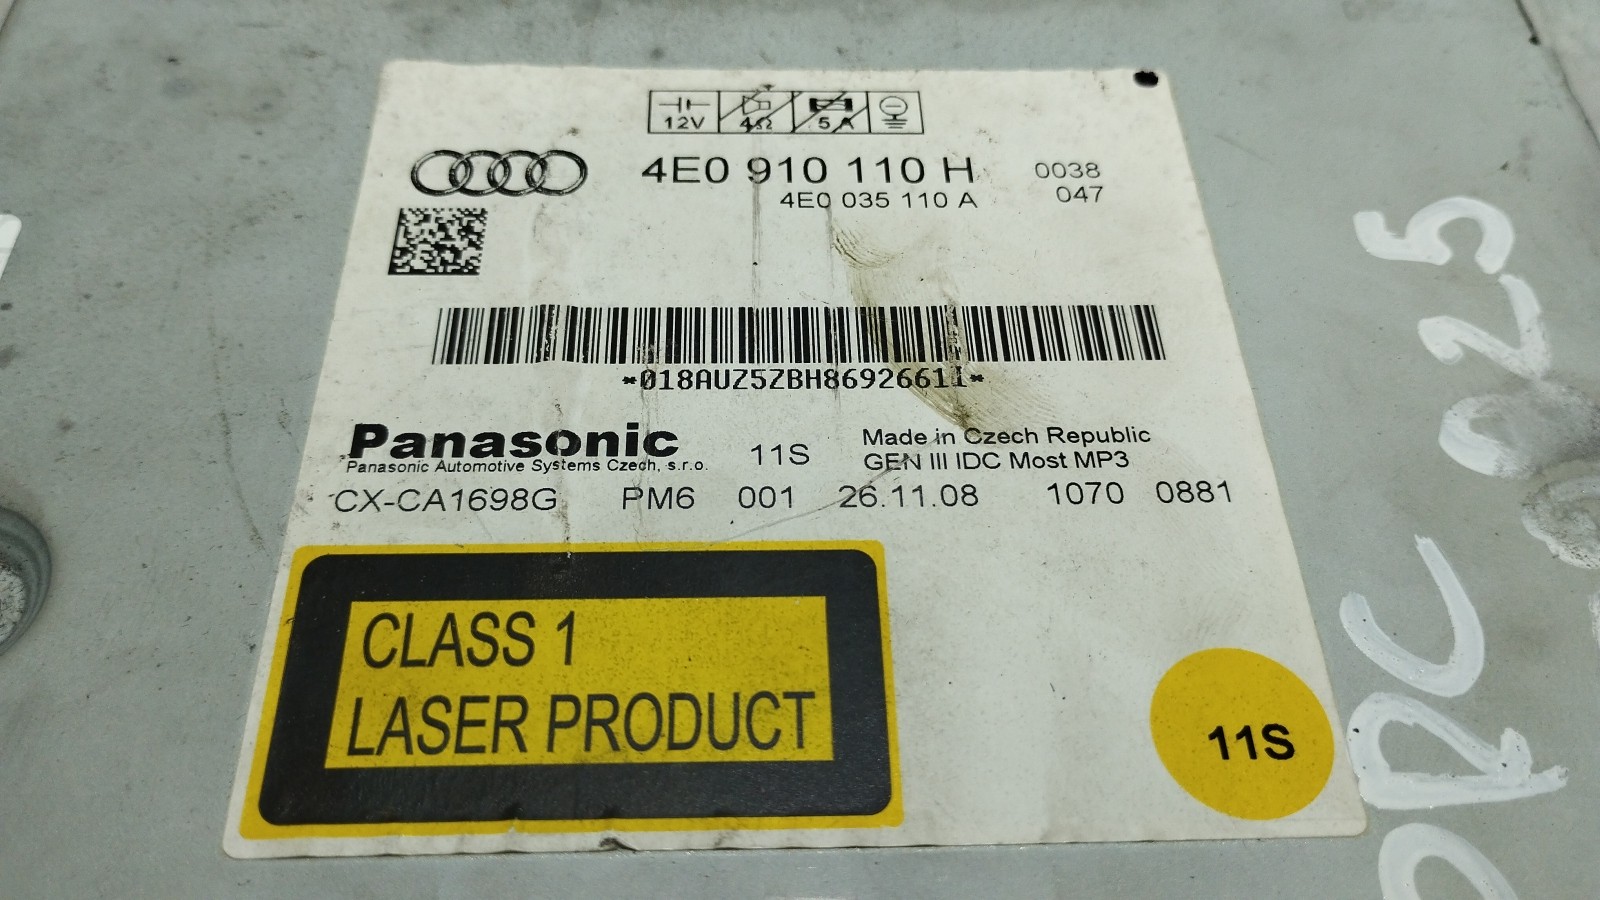 12V 4Ω 5A
4E0 910 110 H 0038
4E0 035 110 A 047
*018AUZ5ZBH8692661I*
Panasonic
Panasonic Automotive Systems Czech, s.r.o.
11S
Made in Czech Republic
GEN III IDC Most MP3
CX-CA1698G PM6 001 26.11.08 1070 0881
CLASS 1
LASER PRODUCT
11S